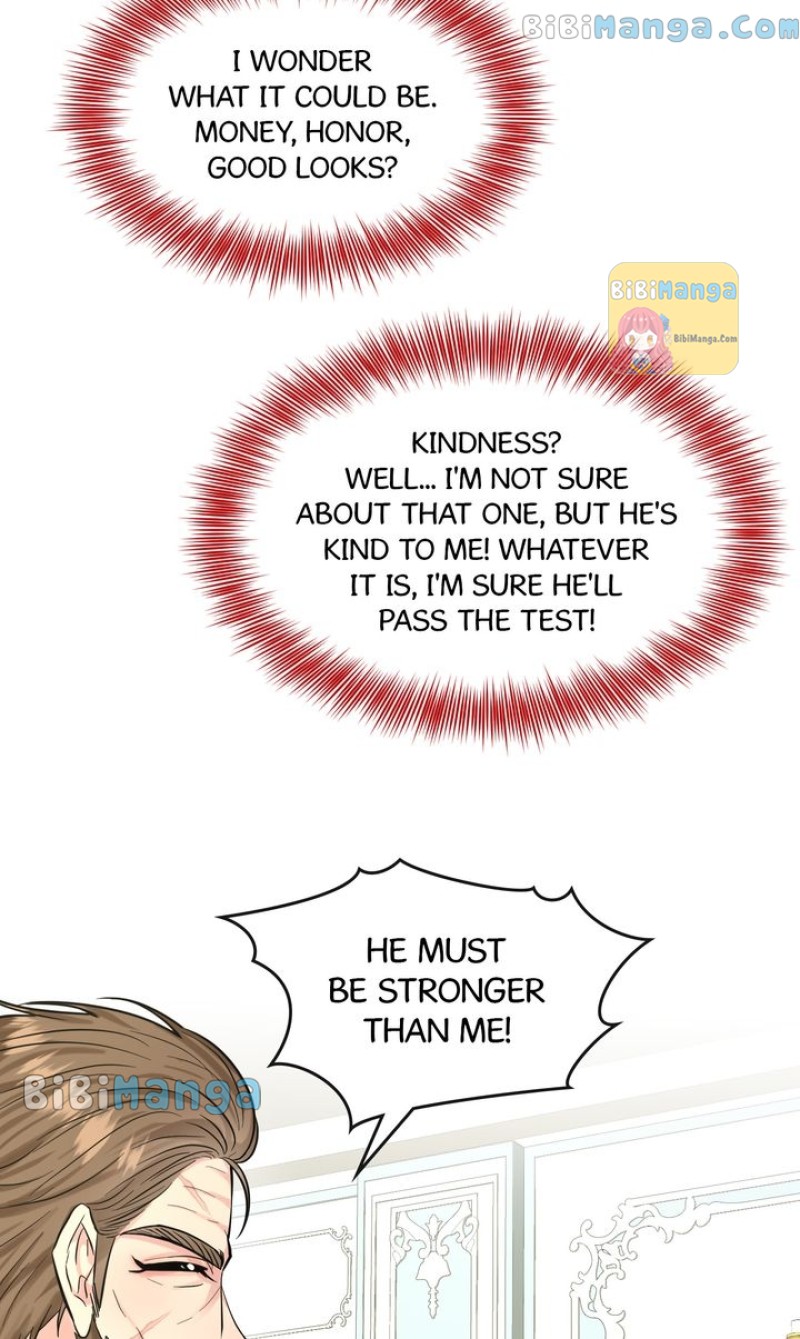 BiBiManga.Com
I WONDER
WHAT IT COULD BE.
MONEY, HONOR,
GOOD LOOKS?
BiBiManga
BibiManga.Com
KINDNESS?
WELL... I'M NOT SURE
ABOUT THAT ONE, BUT HE'S
KIND TO ME! WHATEVER
IT IS, I'M SURE HE'LL
PASS THE TEST!
HE MUST
BE STRONGER
THAN ME!
BiBiManga